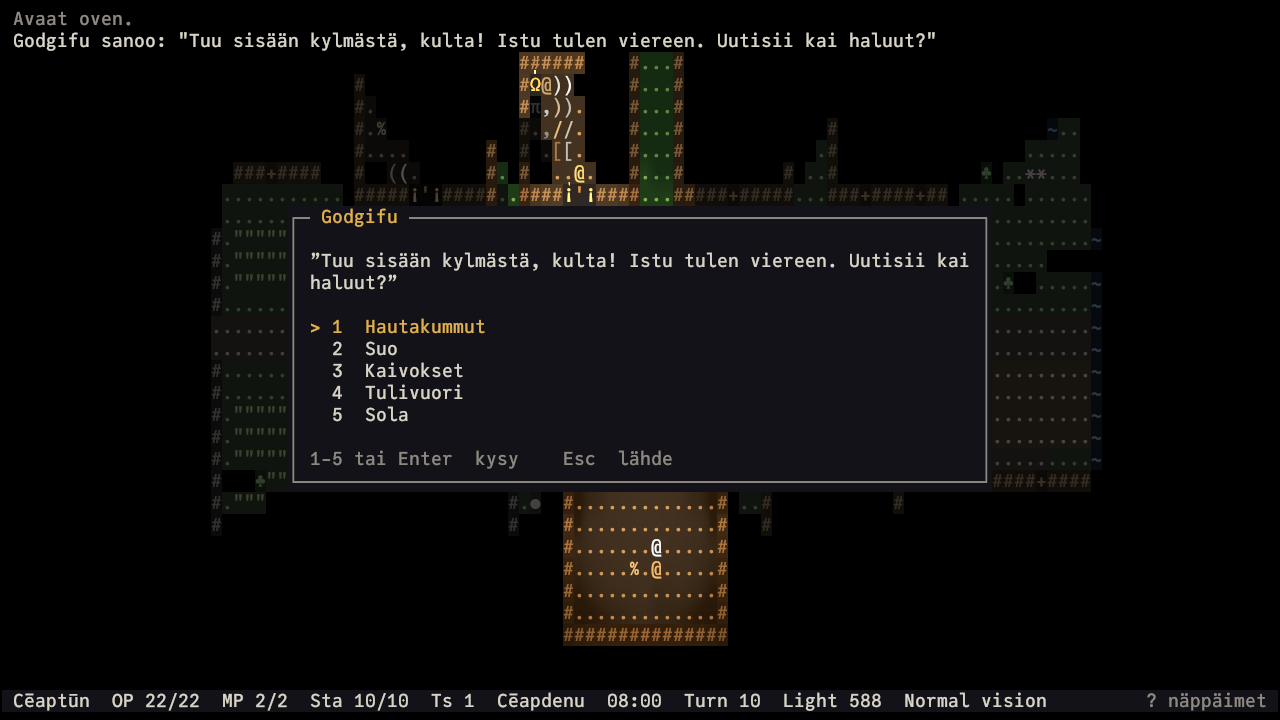 Avaat oven.
Godgifu sanoo: "Tuu sisään kylmästä, kulta! Istu tulen viereen. Uutisii kai haluut?"
Godgifu
”Tuu sisään kylmästä, kulta! Istu tulen viereen. Uutisii kai
haluut?”
> 1 Hautakummut
2 Suo
3 Kaivokset
4 Tulivuori
5 Sola
1-5 tai Enter kysy Esc lähde
Cēaptūn OP 22/22 MP 2/2 Sta 10/10 Ts 1 Cēapdenu 08:00 Turn 10 Light 588 Normal vision ? näppäimet